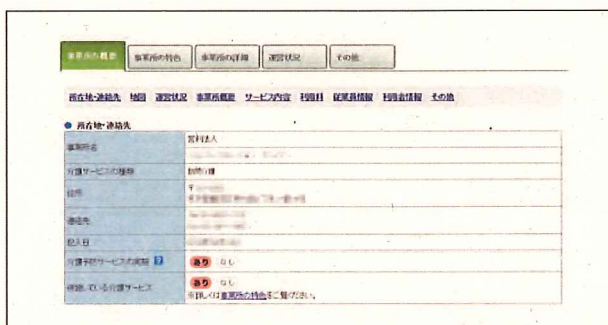 事業所の概要 事業所の特色 事業所の詳細 運営状況 その他
所在地・連絡先 地図 運営状況 事業所概要 サービス内容 利用料 従業員情報 利用者情報 その他
所在地・連絡先
事業所名 営利法人
介護サービスの種類 訪問介護
住所 〒
連絡先
記入日
介護予防サービスの実施 ? あり なし
実施している介護サービス あり なし
※詳しくは事業所の特色をご覧ください。